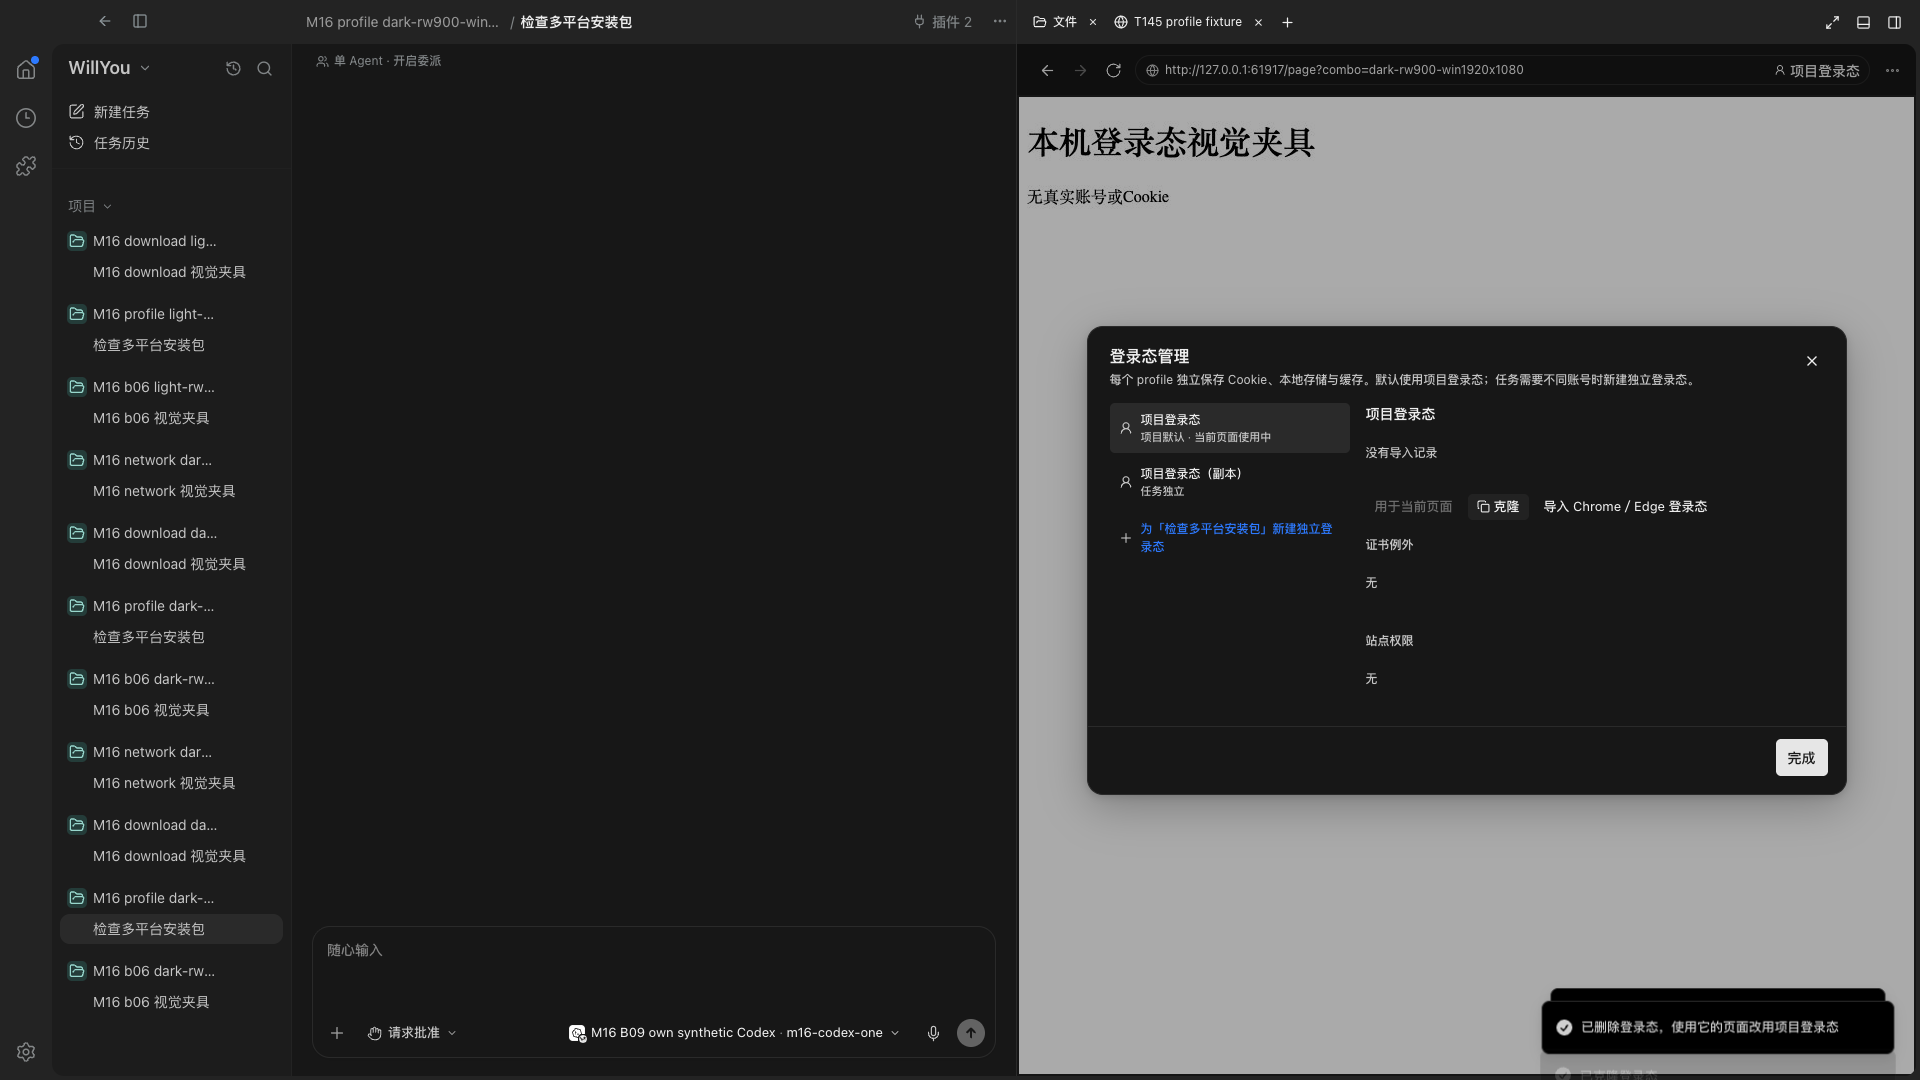 M16 profile dark-rw900-win... / 检查多平台安装包
插件 2
文件
T145 profile fixture
WillYou
新建任务
任务历史
项目
M16 download lig...
M16 download 视觉夹具
M16 profile light-...
检查多平台安装包
M16 b06 light-rw...
M16 b06 视觉夹具
M16 network dar...
M16 network 视觉夹具
M16 download da...
M16 download 视觉夹具
M16 profile dark-...
检查多平台安装包
M16 b06 dark-rw...
M16 b06 视觉夹具
M16 network dar...
M16 network 视觉夹具
M16 download da...
M16 download 视觉夹具
M16 profile dark-...
检查多平台安装包
M16 b06 dark-rw...
M16 b06 视觉夹具
单 Agent · 开启委派
随心输入
请求批准
M16 B09 own synthetic Codex · m16-codex-one
http://127.0.0.1:61917/page?combo=dark-rw900-win1920x1080
项目登录态
本机登录态视觉夹具
无真实账号或Cookie
登录态管理
每个 profile 独立保存 Cookie、本地存储与缓存。默认使用项目登录态；任务需要不同账号时新建独立登录态。
项目登录态
项目默认 · 当前页面使用中
项目登录态（副本）
任务独立
为「检查多平台安装包」新建独立登
录态
项目登录态
没有导入记录
用于当前页面
克隆
导入 Chrome / Edge 登录态
证书例外
无
站点权限
无
完成
已删除登录态，使用它的页面改用项目登录态
已克隆登录态